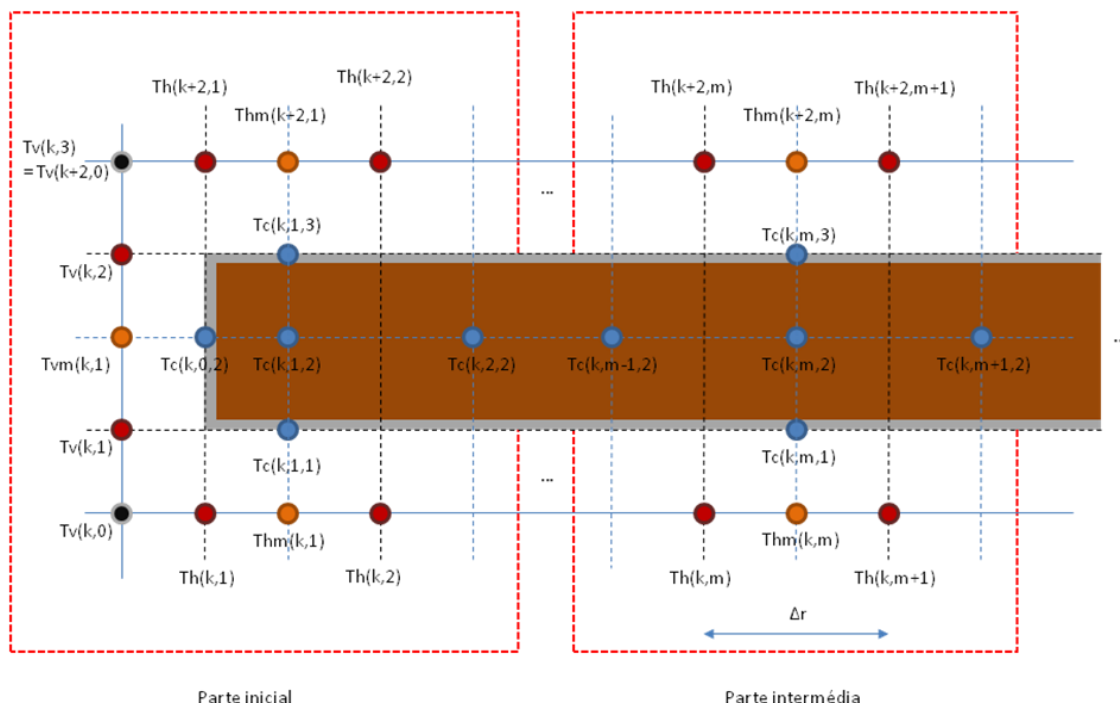 Th(k+2,1)
Th(k+2,2)
Th(k+2,m)
Th(k+2,m+1)
Thm(k+2,1)
Thm(k+2,m)
Tv(k,3)
=Tv(k+2,0)
...
Tc(k,1,3)
Tc(k,m,3)
Tv(k,2)
Tvm(k,1)
Tc(k,0,2)
Tc(k,1,2)
Tc(k,2,2)
Tc(k,m-1,2)
Tc(k,m,2)
Tc(k,m+1,2)
Tv(k,1)
Tc(k,1,1)
Tc(k,m,1)
...
Tv(k,0)
Thm(k,1)
Thm(k,m)
Th(k,1)
Th(k,2)
Th(k,m)
Th(k,m+1)
Δr
Parte inicial
Parte intermédia